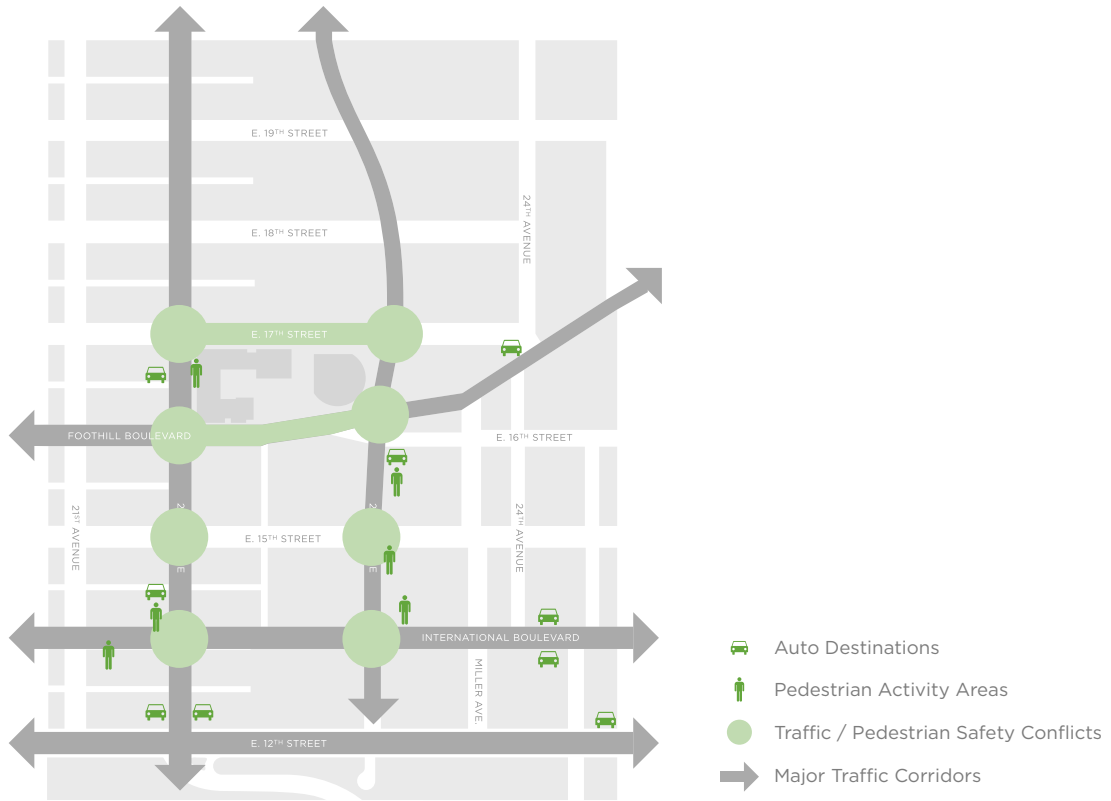 E. 19TH STREET
24TH AVENUE
E. 18TH STREET
E. 17TH STREET
FOOTHILL BOULEVARD
E. 16TH STREET
21ST AVENUE
24TH AVENUE
E. 15TH STREET
INTERNATIONAL BOULEVARD
MILLER AVE.
E. 12TH STREET
Auto Destinations
Pedestrian Activity Areas
Traffic / Pedestrian Safety Conflicts
Major Traffic Corridors